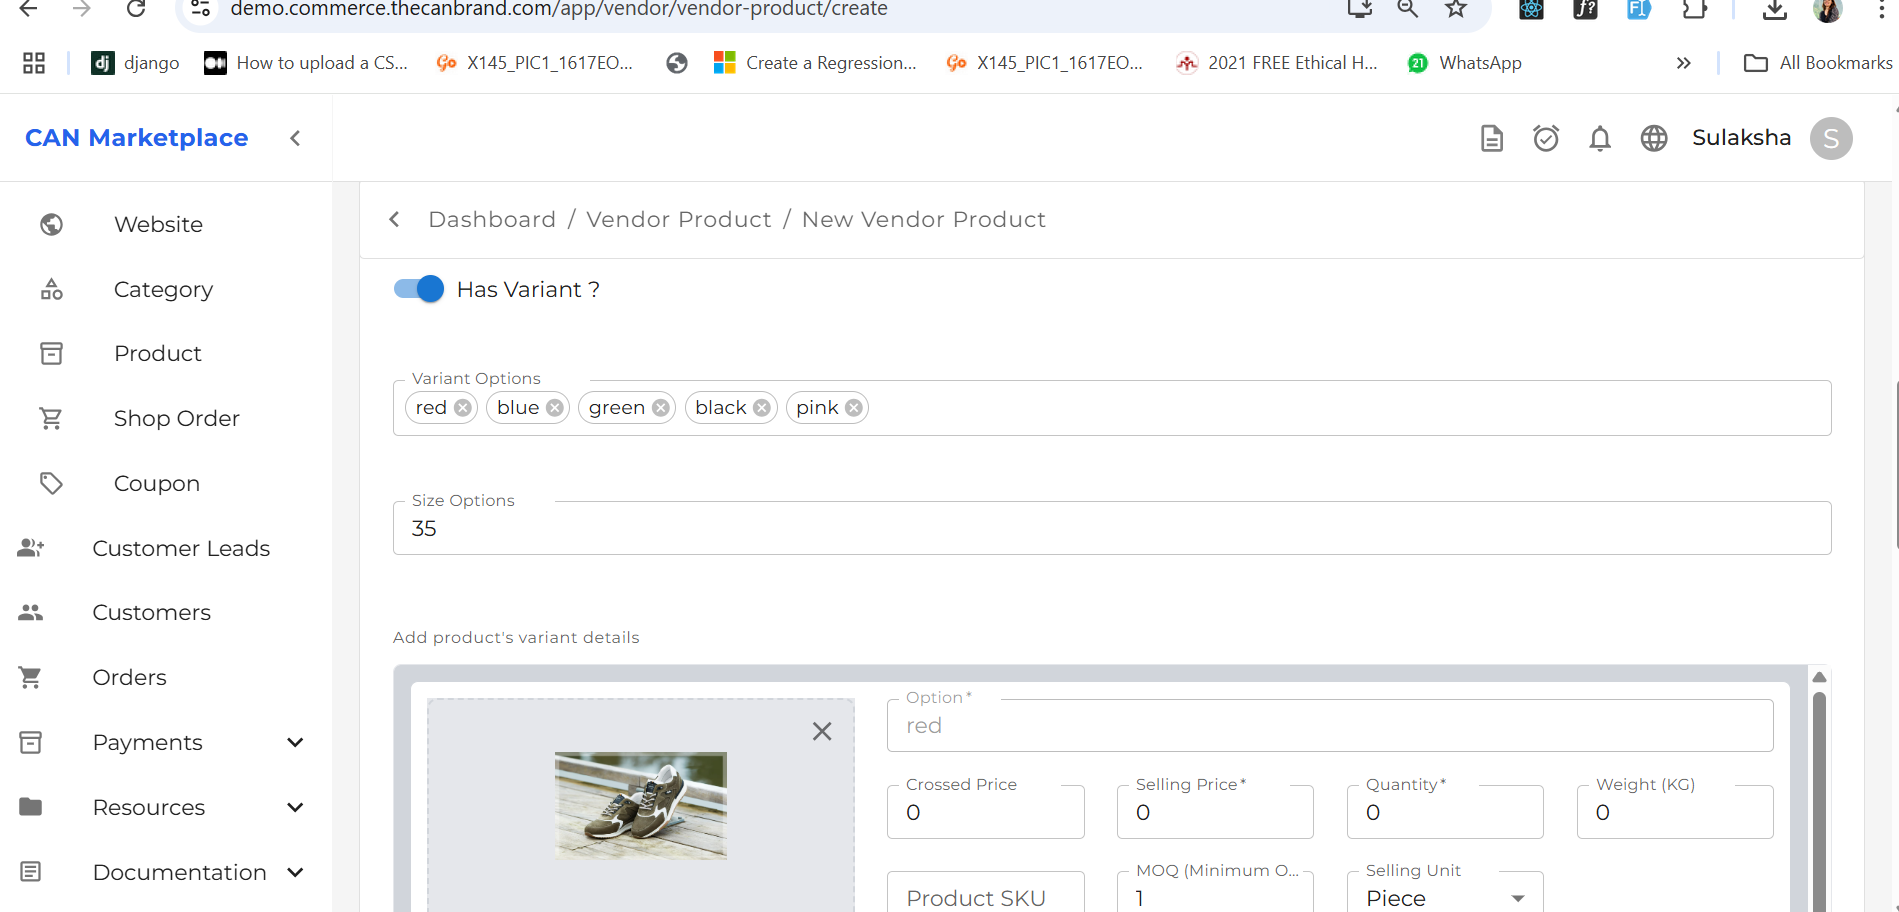 demo.commerce.thecanbrand.com/app/vendor/vendor-product/create
django How to upload a CS... X145_PIC1_1617EO... Create a Regression... X145_PIC1_1617EO... 2021 FREE Ethical H... 21 WhatsApp » All Bookmarks
CAN Marketplace
Sulaksha S
Website
Category
Product
Shop Order
Coupon
Customer Leads
Customers
Orders
Payments
Resources
Documentation
Dashboard / Vendor Product / New Vendor Product
Has Variant ?
Variant Options
red blue green black pink
Size Options
35
Add product's variant details
Option*
red
Crossed Price Selling Price* Quantity* Weight (KG)
0 0 0 0
MOQ (Minimum O... Selling Unit
Product SKU 1 Piece